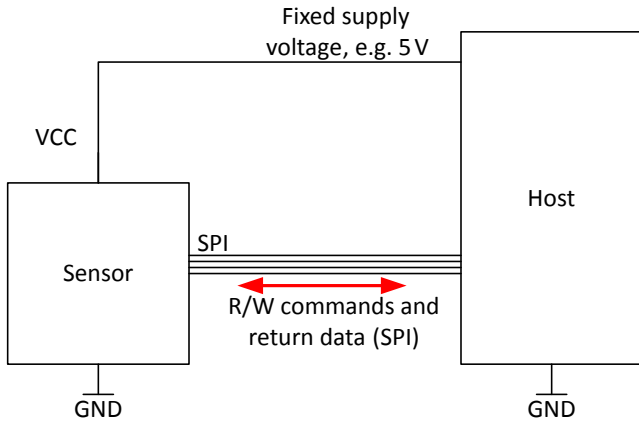 Fixed supply
voltage, e.g. 5 V
VCC
Host
SPI
Sensor
R/W commands and
return data (SPI)
GND
GND